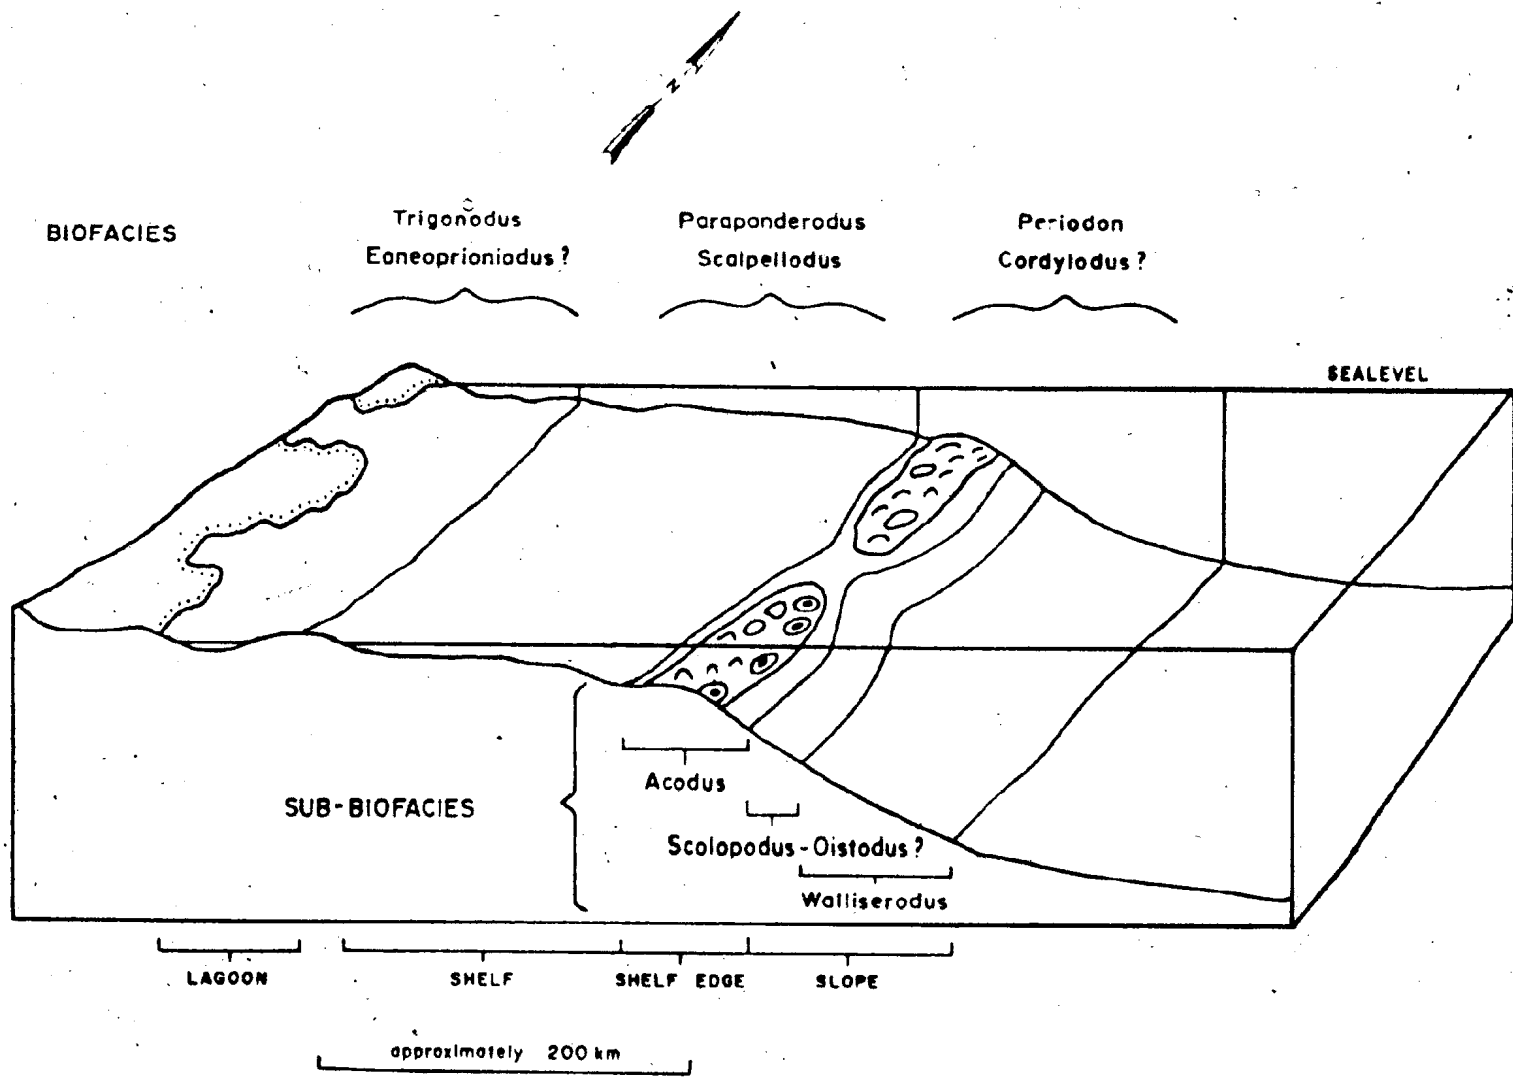 N
BIOFACIES
Trigonodus
Eoneoprioniodus?
Parapanderodus
Scalpellodus
Periodon
Cordylodus?
SEALEVEL
SUB-BIOFACIES
Acodus
Scolopodus-Oistodus?
Walliserodus
LAGOON
SHELF
SHELF EDGE
SLOPE
approximately 200 km